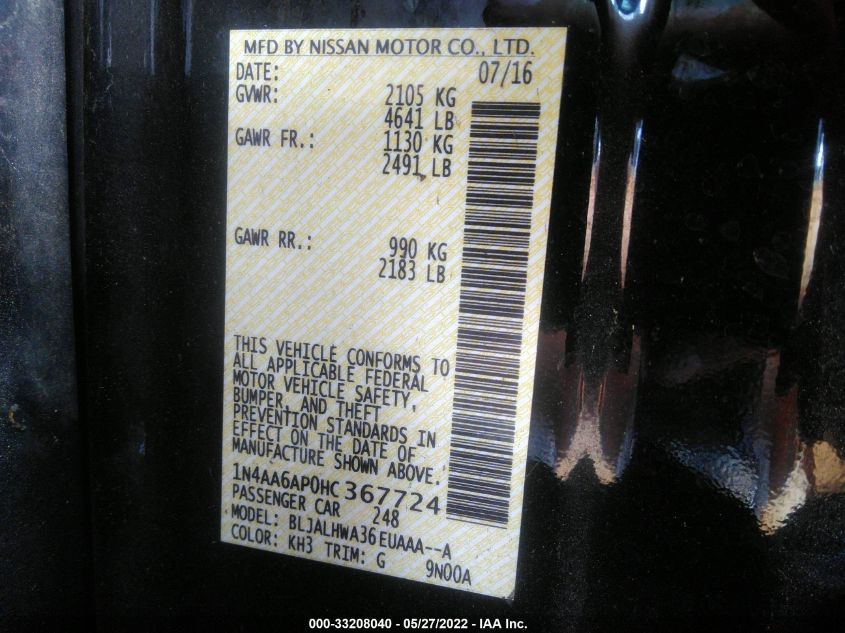 MFD BY NISSAN MOTOR CO., LTD.
DATE: 07/16
GVWR: 2105 KG
4641 LB
GAWR FR.: 1130 KG
2491 LB
GAWR RR.: 990 KG
2183 LB
THIS VEHICLE CONFORMS TO
ALL APPLICABLE FEDERAL
MOTOR VEHICLE SAFETY,
BUMPER, AND THEFT
PREVENTION STANDARDS IN
EFFECT ON THE DATE OF
MANUFACTURE SHOWN ABOVE.
1N4AA6AP0HC367724
PASSENGER CAR 248
MODEL: BLJALHWA36EUAAA--A
COLOR: KH3 TRIM: G 9N00A
000-33208040 - 05/27/2022 - IAA Inc.